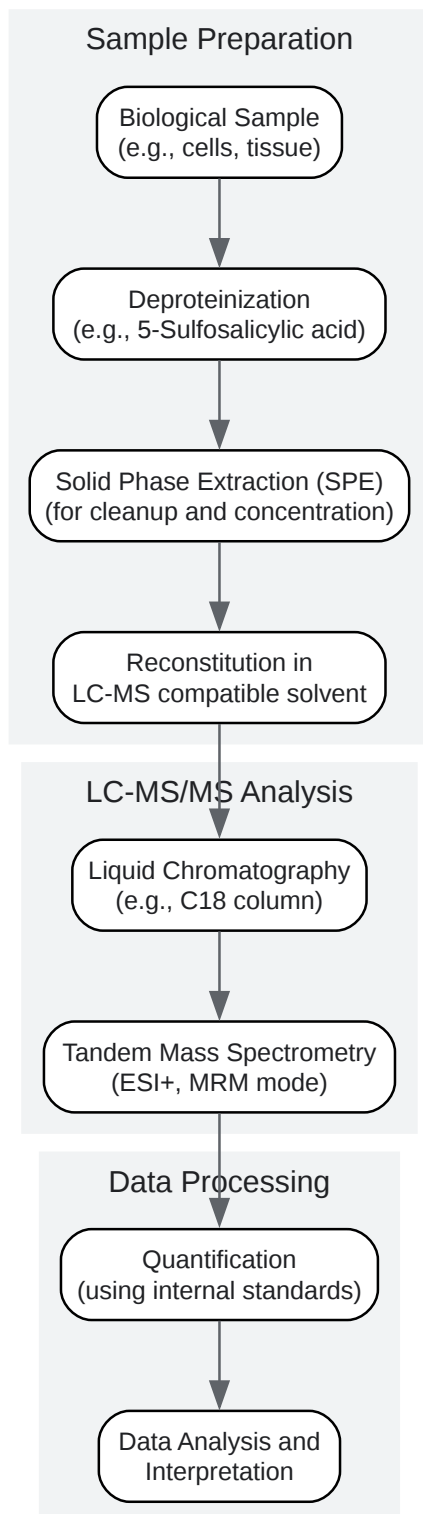 Sample Preparation
Biological Sample
(e.g., cells, tissue)
Deproteinization
(e.g., 5-Sulfosalicylic acid)
Solid Phase Extraction (SPE)
(for cleanup and concentration)
Reconstitution in
LC-MS compatible solvent
LC-MS/MS Analysis
Liquid Chromatography
(e.g., C18 column)
Tandem Mass Spectrometry
(ESI+, MRM mode)
Data Processing
Quantification
(using internal standards)
Data Analysis and
Interpretation